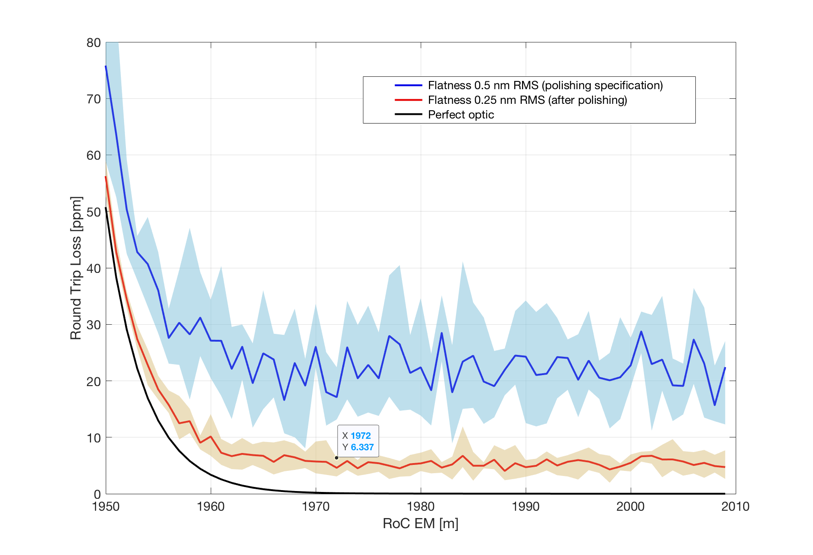 80
70
60
50
40
30
20
10
0
Round Trip Loss [ppm]
Flatness 0.5 nm RMS (polishing specification)
Flatness 0.25 nm RMS (after polishing)
Perfect optic
X 1972
Y 6.337
1950 1960 1970 1980 1990 2000 2010
RoC EM [m]